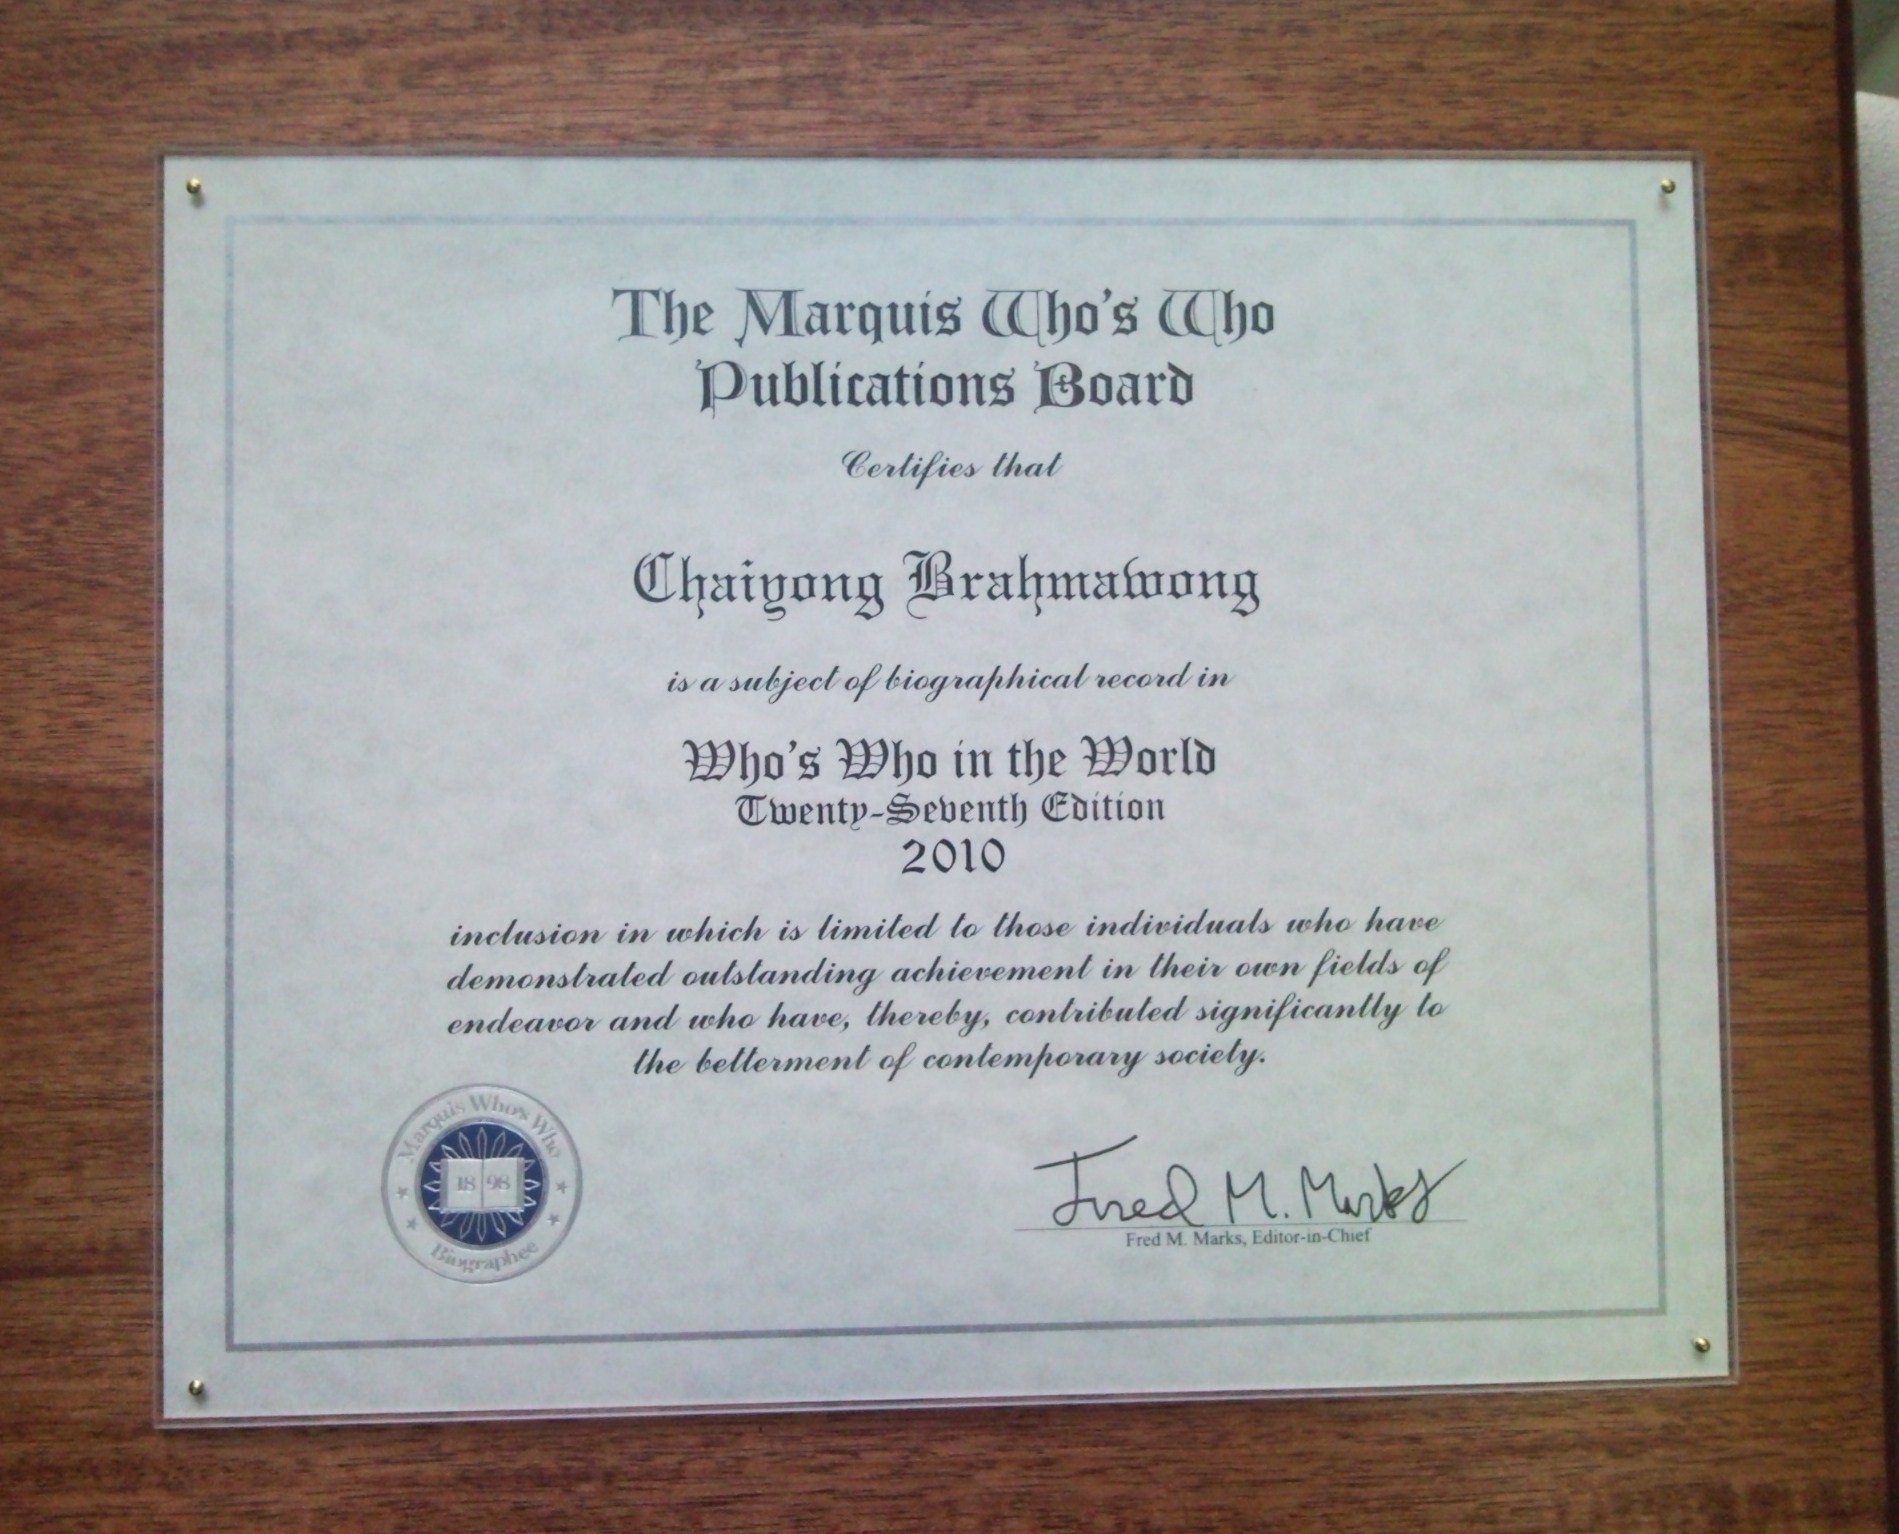 The Marquis Who's Who
Publications Board
Certifies that
Chaiyong Brahmawong
is a subject of biographical record in
Who's Who in the World
Twenty-Seventh Edition
2010
inclusion in which is limited to those individuals who have
demonstrated outstanding achievement in their own fields of
endeavor and who have, thereby, contributed significantly to
the betterment of contemporary society.
Marquis Who's Who
1898
Biographee
Fred M. Marks
Fred M. Marks, Editor-in-Chief